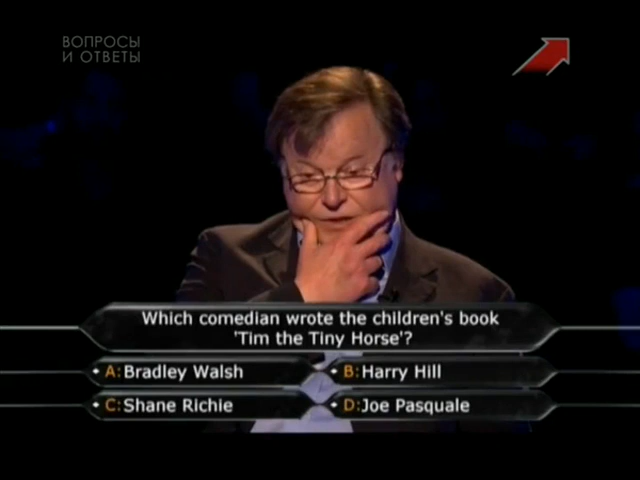 ВОПРОСЫ
И ОТВЕТЫ
Which comedian wrote the children's book
'Tim the Tiny Horse'?
A: Bradley Walsh
B: Harry Hill
C: Shane Richie
D: Joe Pasquale